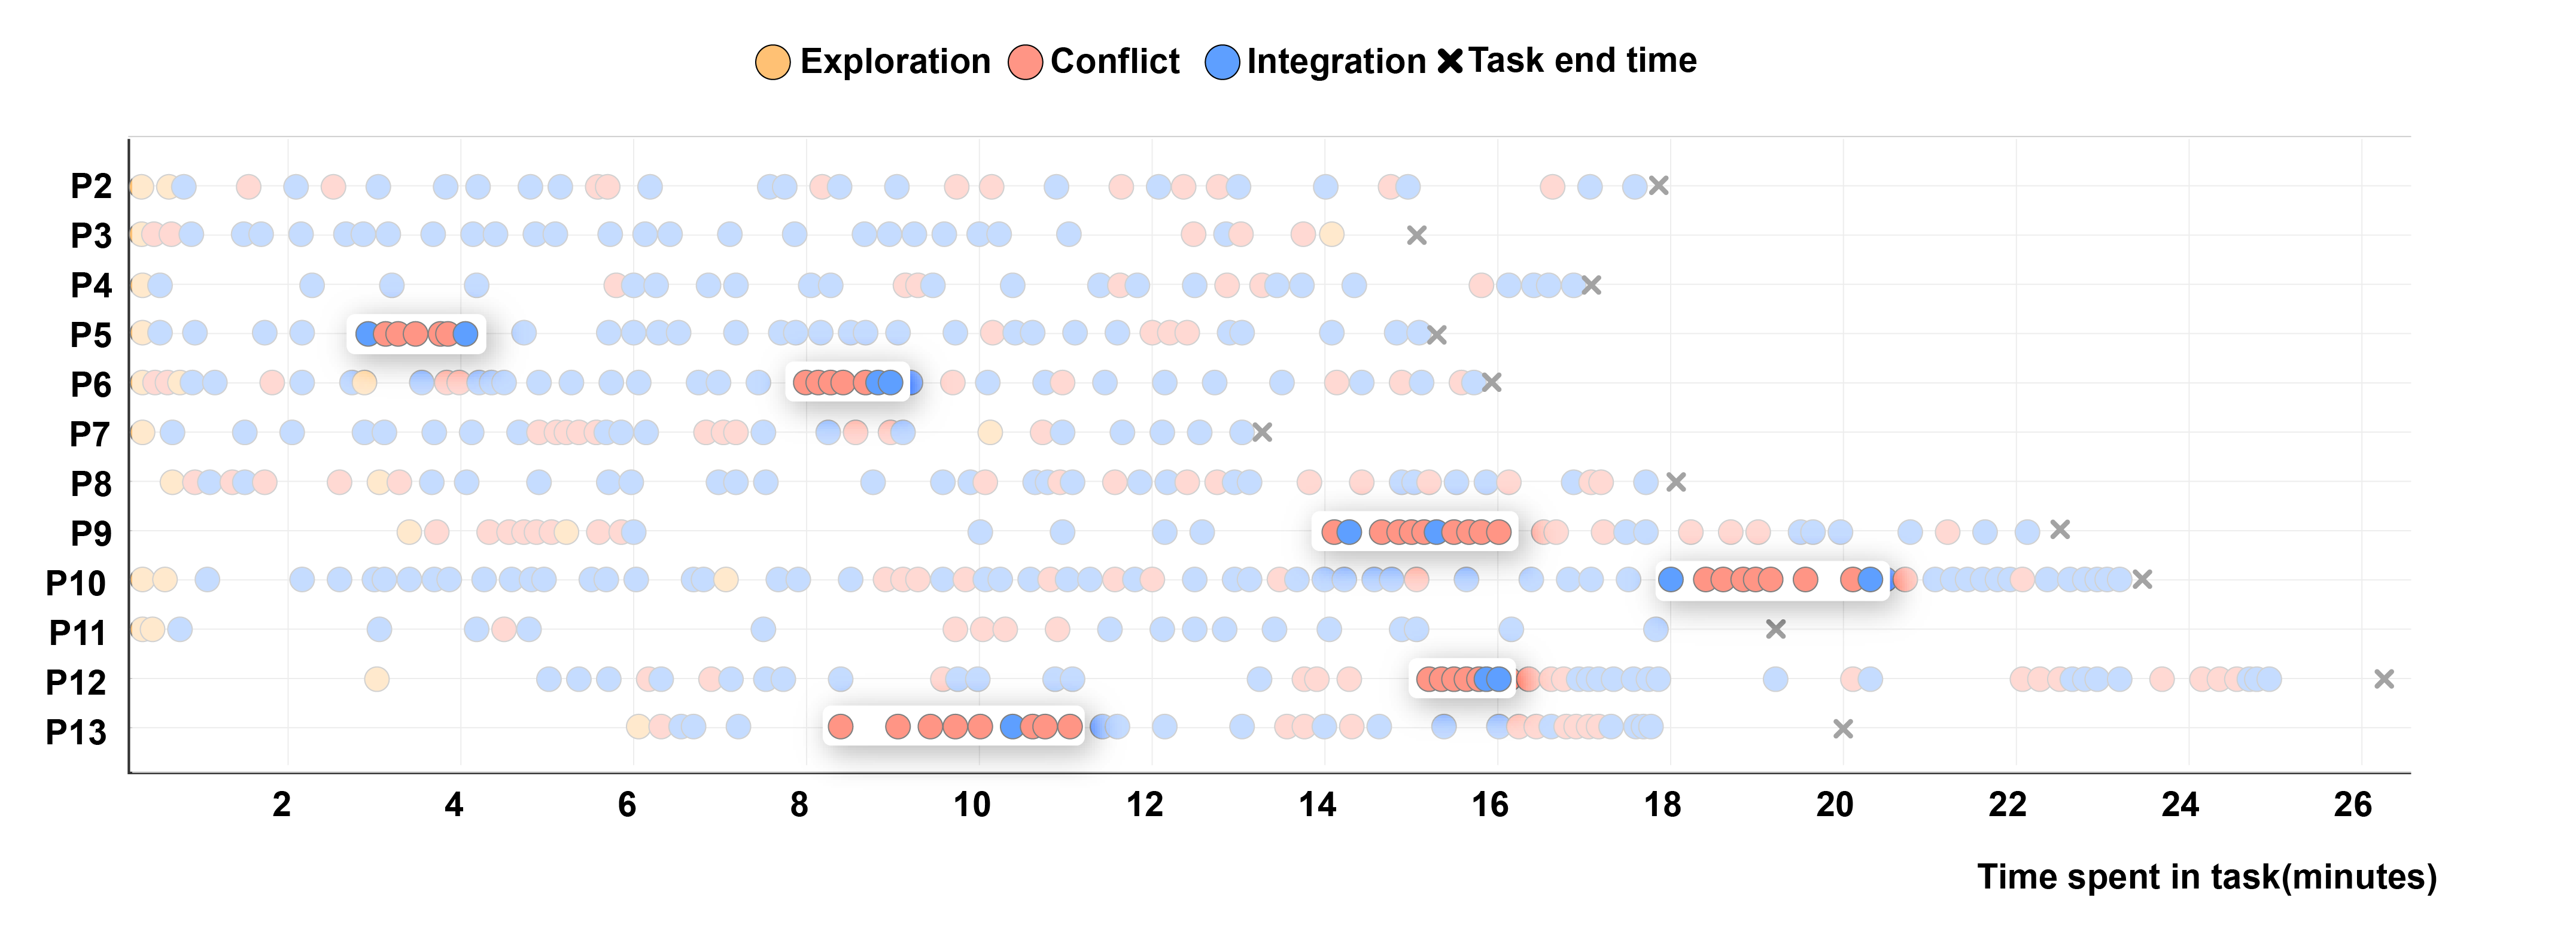 Exploration Conflict Integration Task end time
P2
P3
P4
P5
P6
P7
P8
P9
P10
P11
P12
P13
2 4 6 8 10 12 14 16 18 20 22 24 26
Time spent in task(minutes)